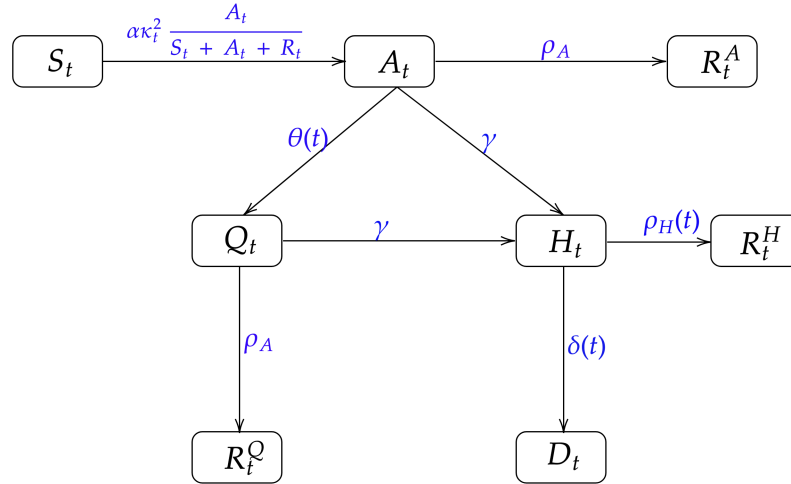 S_t
ακ_t^2 A_t / (S_t + A_t + R_t)
A_t
ρ_A
R_t^A
θ(t)
γ
Q_t
γ
H_t
ρ_H(t)
R_t^H
ρ_A
δ(t)
R_t^Q
D_t